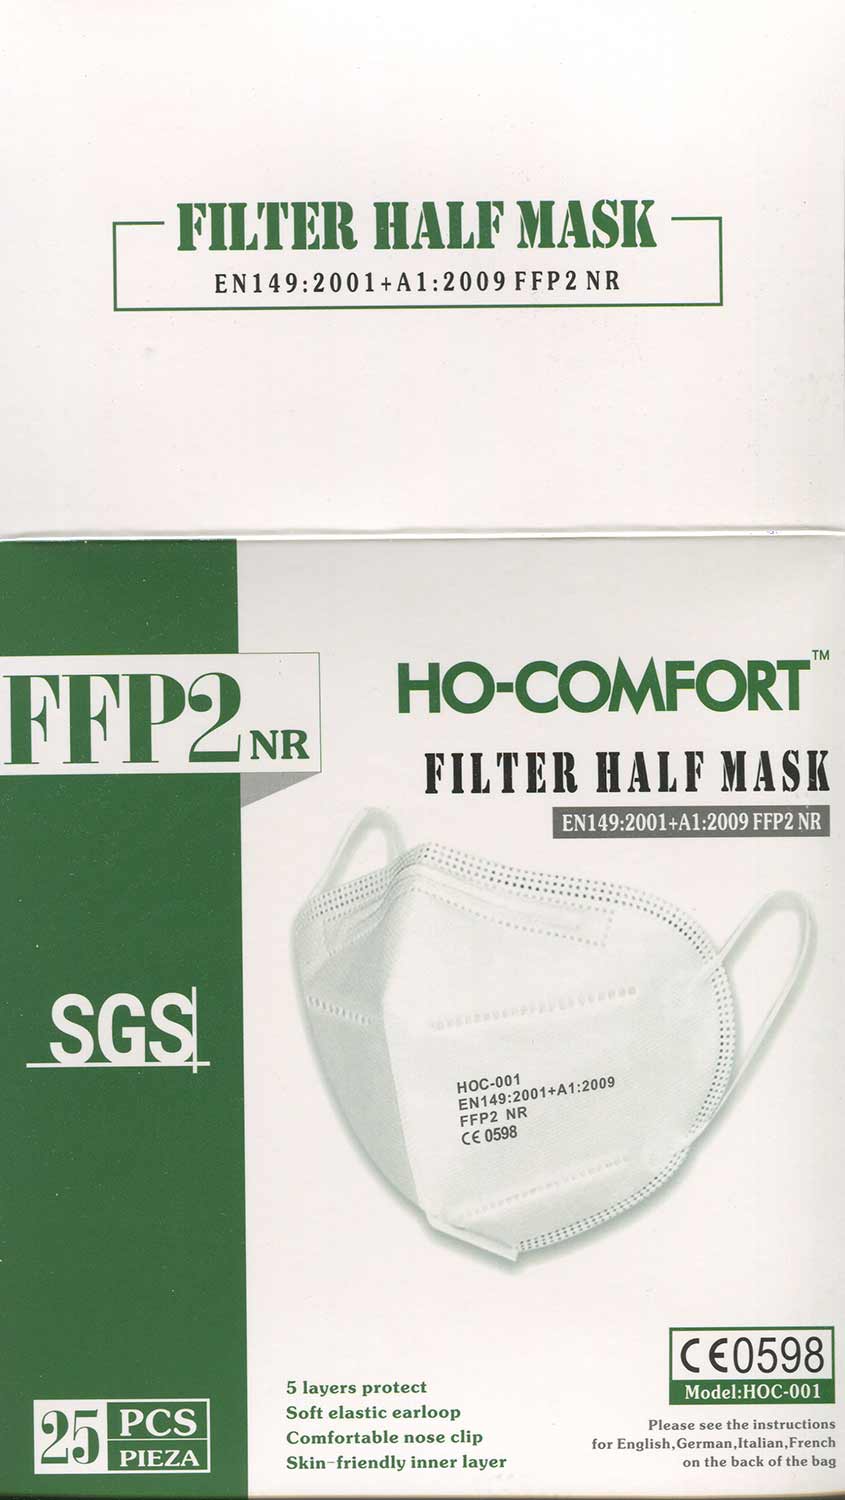 FILTER HALF MASK
EN149:2001+A1:2009 FFP2 NR
FFP2 NR
HO-COMFORT™
FILTER HALF MASK
EN149:2001+A1:2009 FFP2 NR
SGS
HOC-001
EN149:2001+A1:2009
FFP2 NR
CE 0598
CE0598
Model:HOC-001
25 PCS
PIEZA
5 layers protect
Soft elastic earloop
Comfortable nose clip
Skin-friendly inner layer
Please see the instructions
for English,German,Italian,French
on the back of the bag